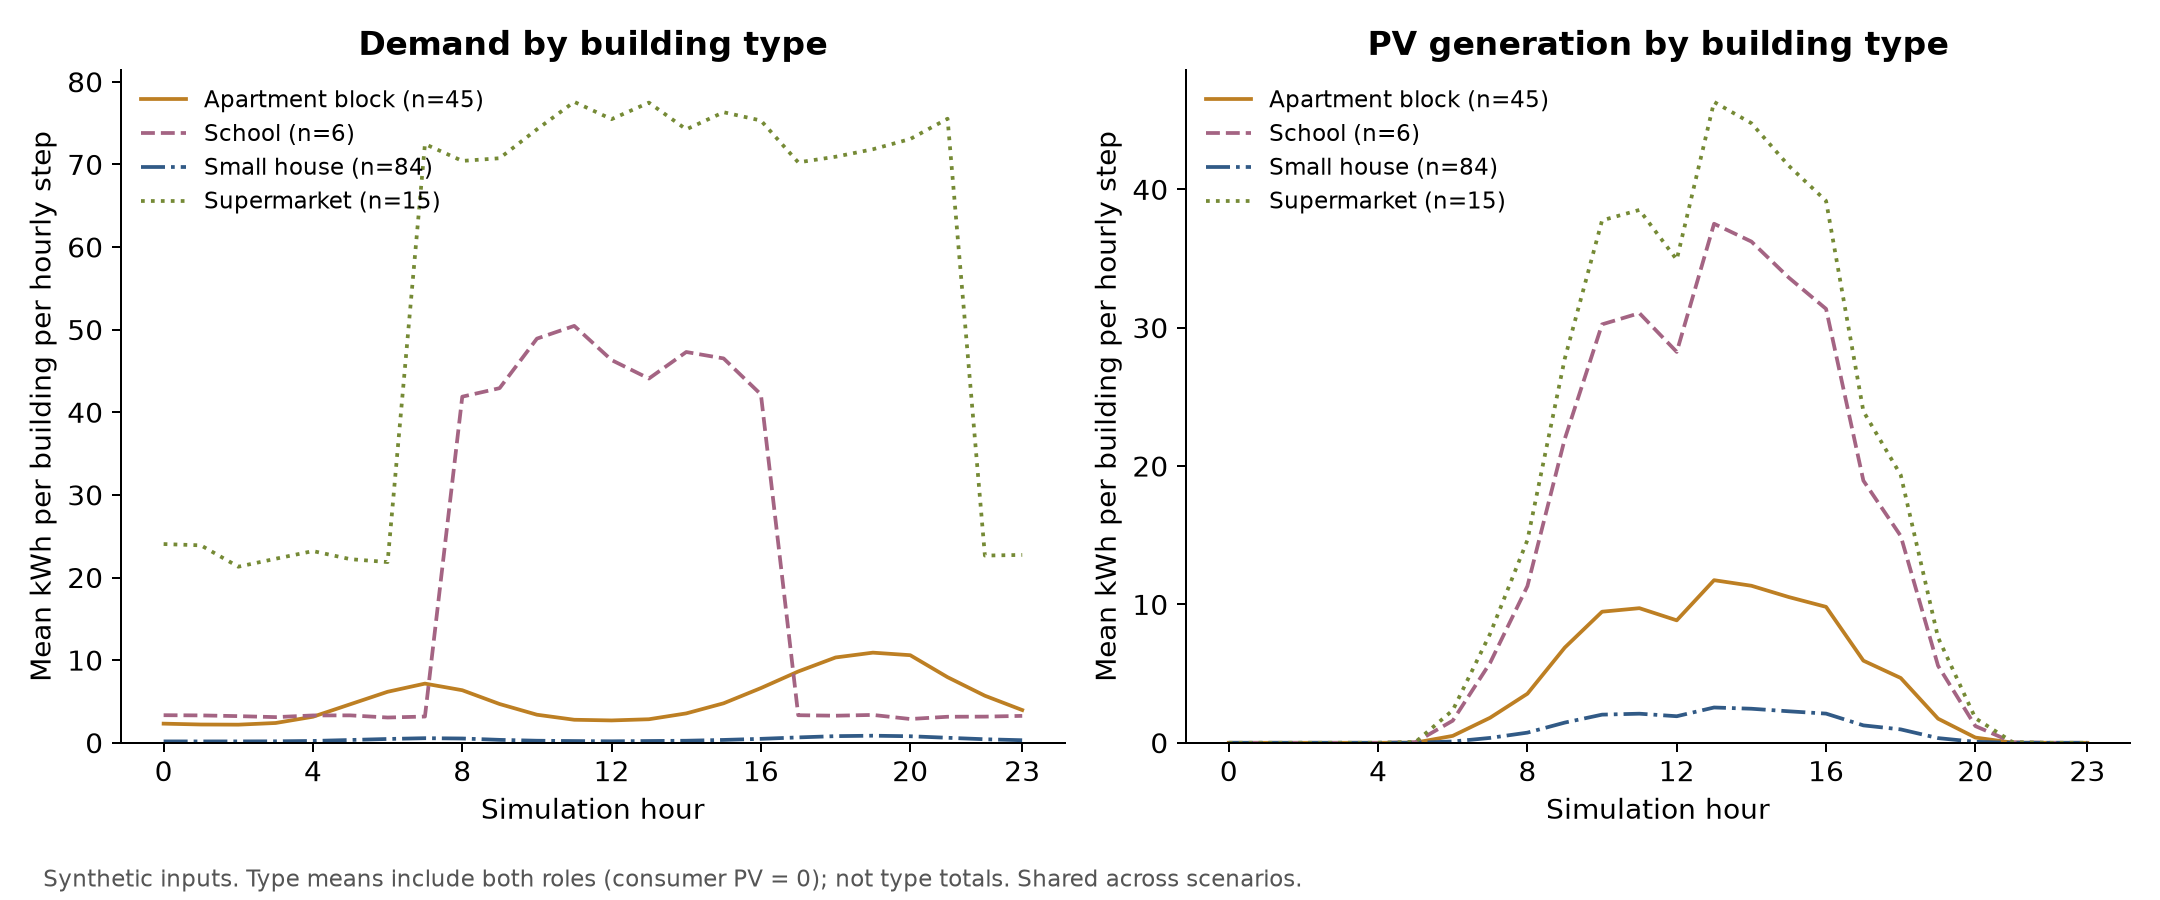 Demand by building type
Mean kWh per building per hourly step
80
70
60
50
40
30
20
10
0
Apartment block (n=45)
School (n=6)
Small house (n=84)
Supermarket (n=15)
0 4 8 12 16 20 23
Simulation hour
PV generation by building type
Mean kWh per building per hourly step
40
30
20
10
0
Apartment block (n=45)
School (n=6)
Small house (n=84)
Supermarket (n=15)
0 4 8 12 16 20 23
Simulation hour
Synthetic inputs. Type means include both roles (consumer PV = 0); not type totals. Shared across scenarios.